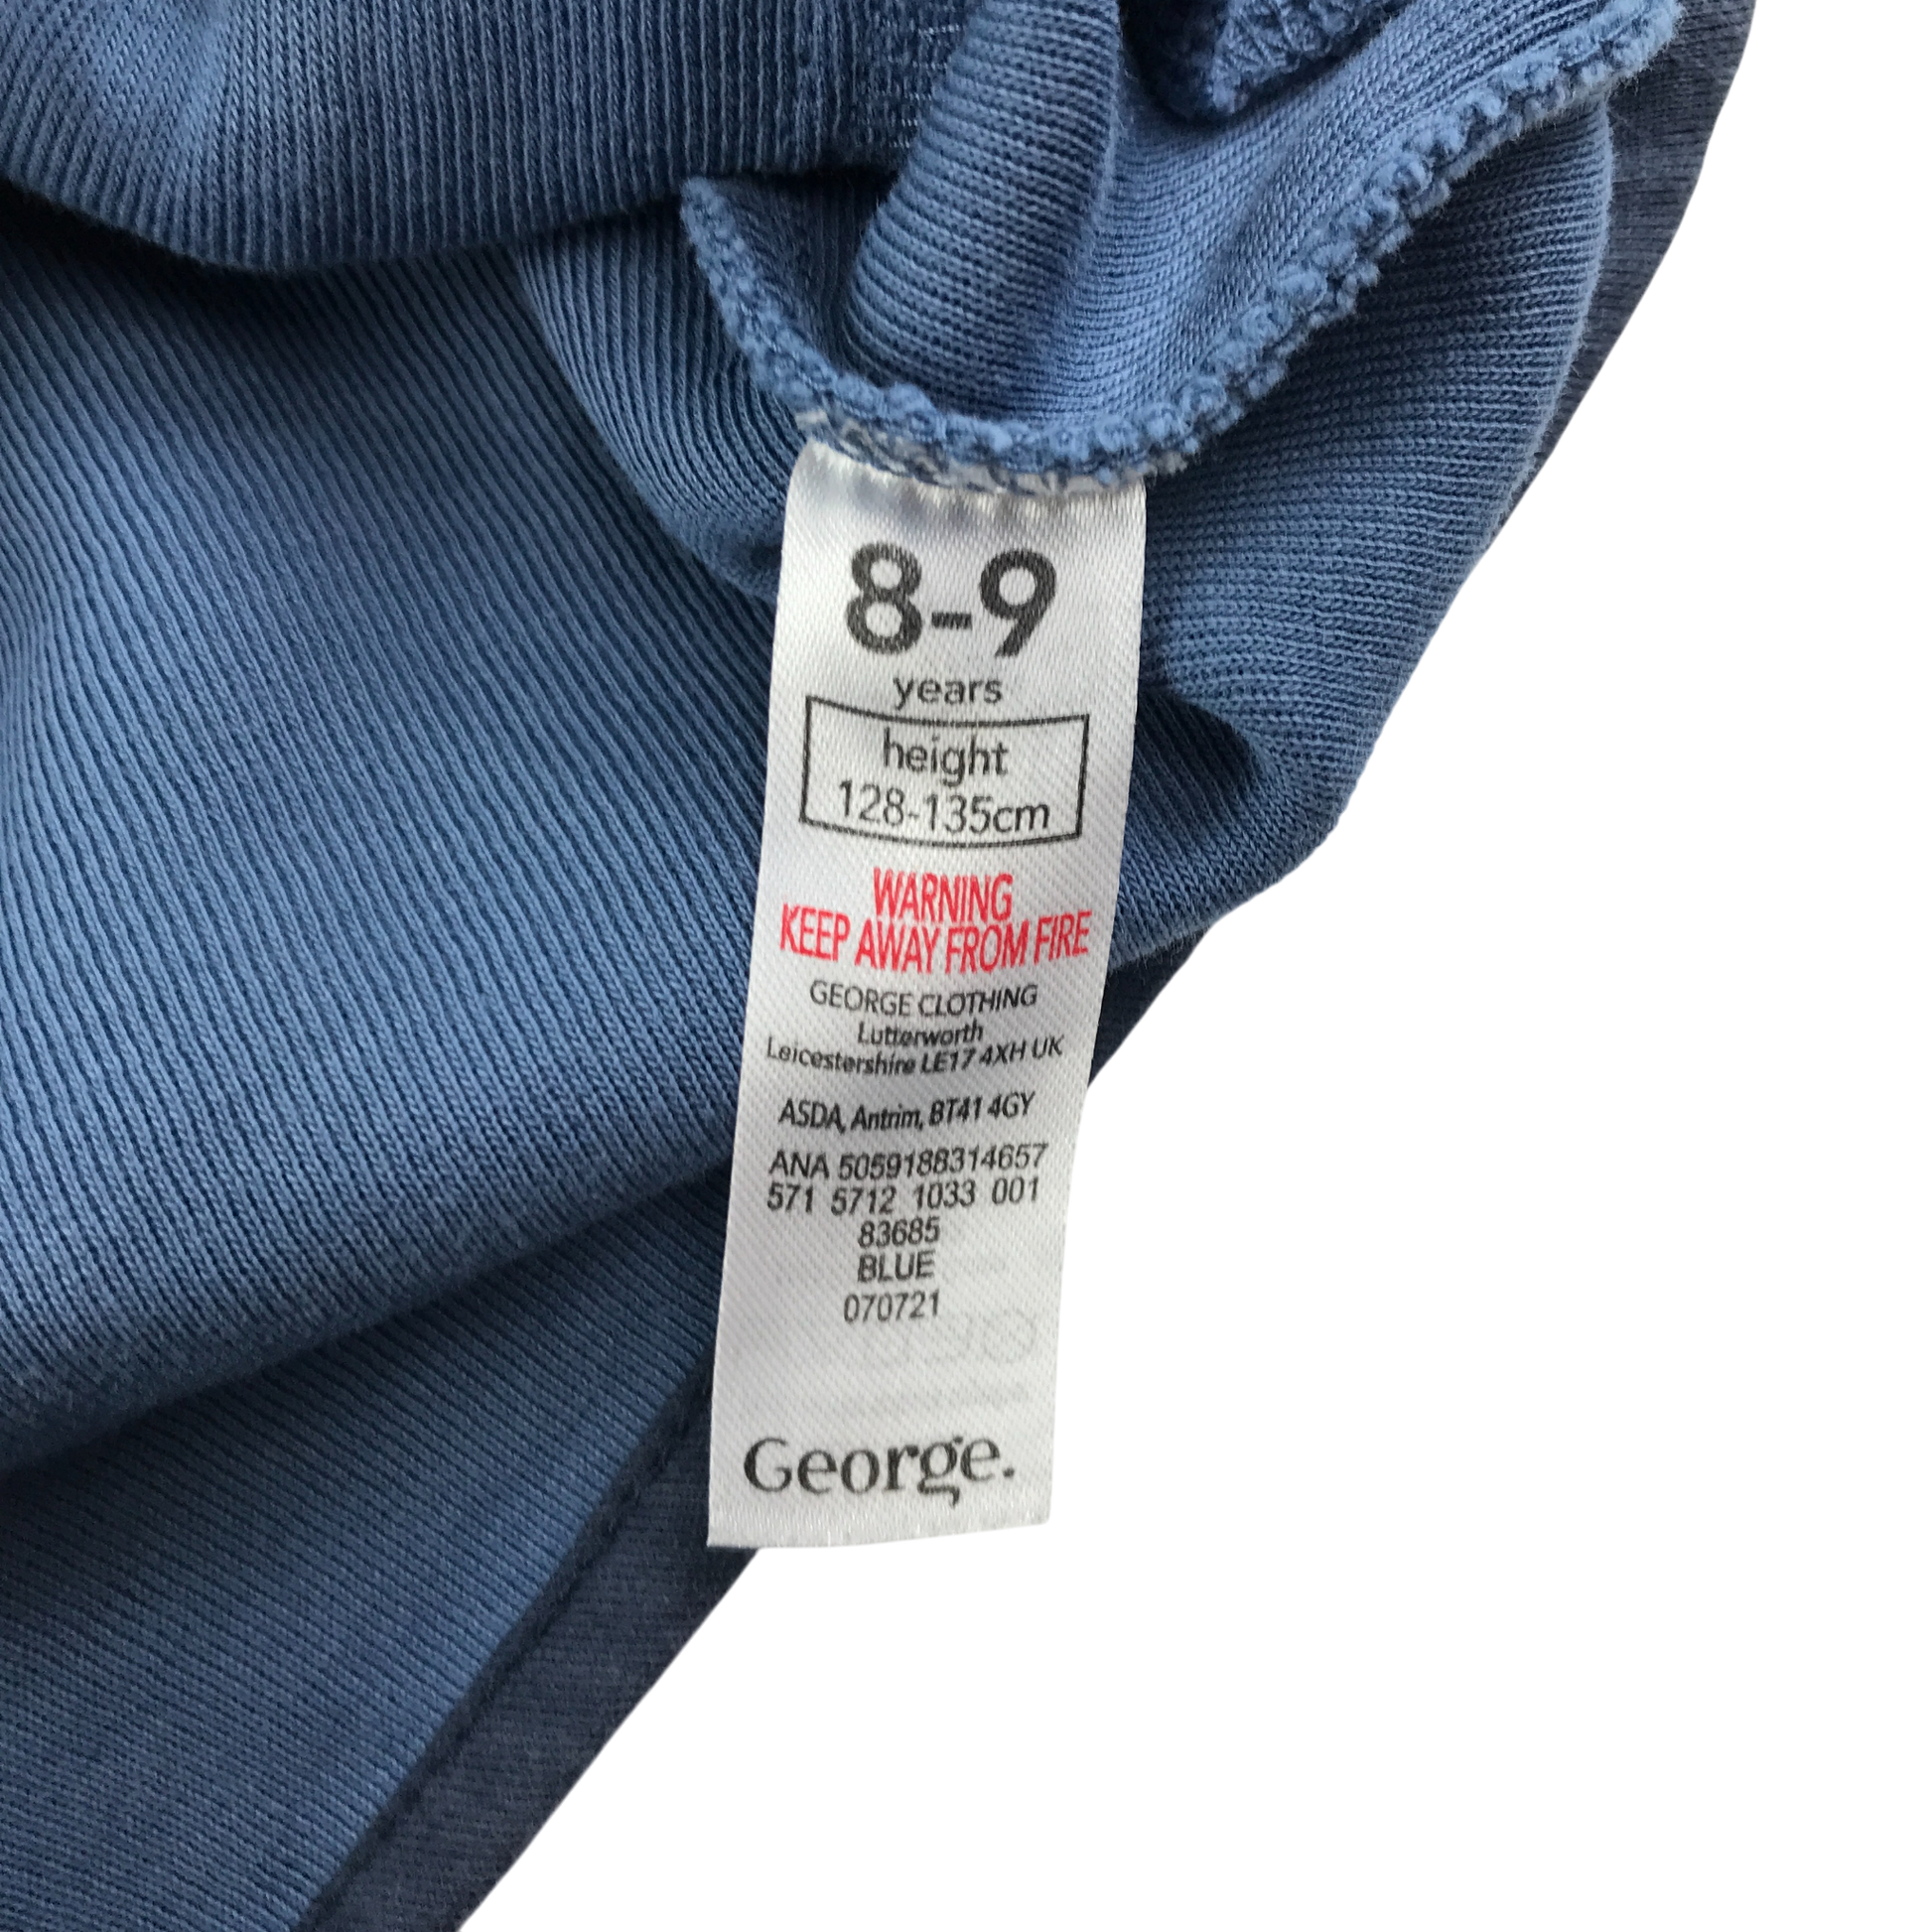 8-9
years
height
128-135cm
WARNING
KEEP AWAY FROM FIRE
GEORGE CLOTHING
Lutterworth
Leicestershire LE17 4XH UK
ASDA, Antrim, BT41 4GY
ANA 5059188314657
571 5712 1033 001
83685
BLUE
070721
George.